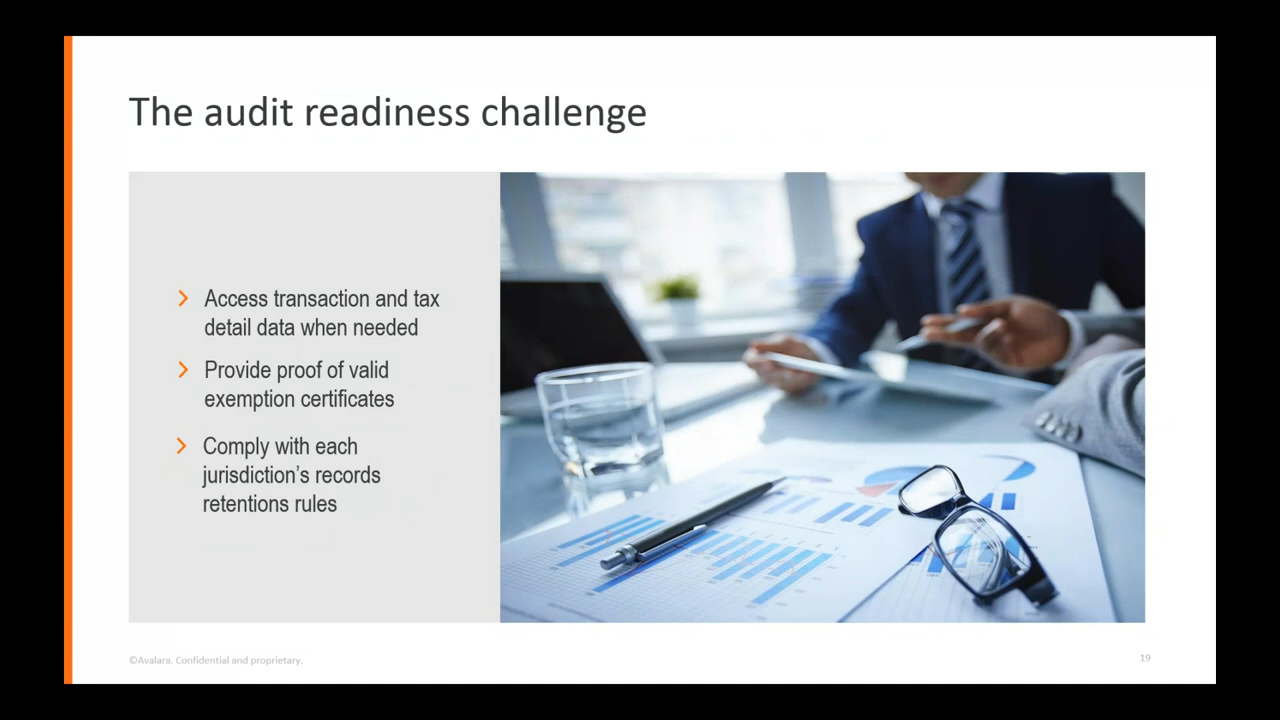 The audit readiness challenge
Access transaction and tax
detail data when needed
Provide proof of valid
exemption certificates
Comply with each
jurisdiction’s records
retentions rules
©Avalara. Confidential and proprietary.
19